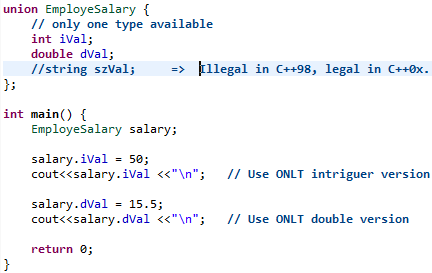 union EmployeSalary {
    // only one type available
    int iVal;
    double dVal;
    //string szVal;     =>  Illegal in C++98, legal in C++0x.
};
int main() {
    EmployeSalary salary;
    salary.iVal = 50;
    cout<<salary.iVal <<"\n";   // Use ONLT intriguer version
    salary.dVal = 15.5;
    cout<<salary.dVal <<"\n";   // Use ONLT double version
    return 0;
}